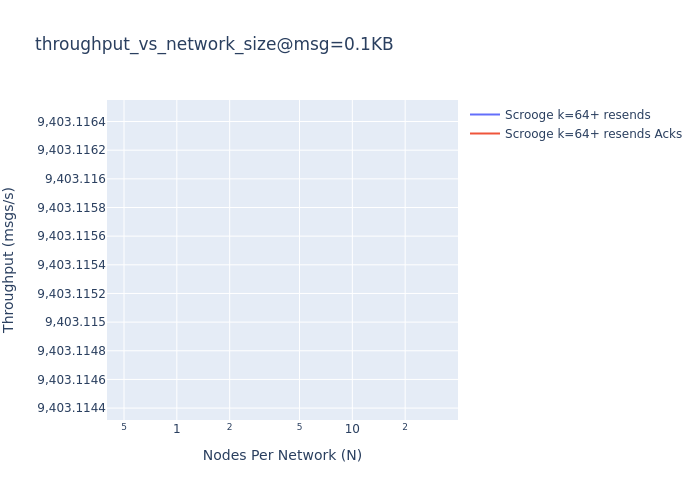 throughput_vs_network_size@msg=0.1KB
Scrooge k=64+ resends
Scrooge k=64+ resends Acks
Throughput (msgs/s)
9,403.1164
9,403.1162
9,403.116
9,403.1158
9,403.1156
9,403.1154
9,403.1152
9,403.115
9,403.1148
9,403.1146
9,403.1144
5 1 2 5 10 2
Nodes Per Network (N)